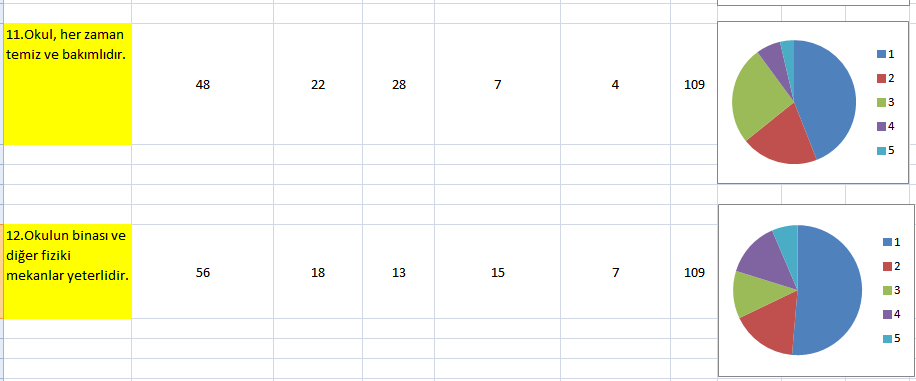 11.Okul, her zaman
temiz ve bakımlıdır.
48 22 28 7 4 109
1
2
3
4
5
12.Okulun binası ve
diğer fiziki
mekanlar yeterlidir.
56 18 13 15 7 109
1
2
3
4
5